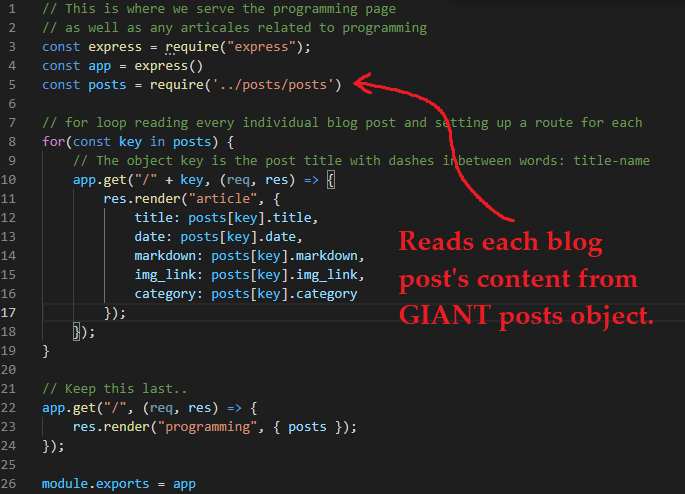 1 // This is where we serve the programming page
2 // as well as any articales related to programming
3 const express = require("express");
4 const app = express()
5 const posts = require('../posts/posts')
6
7 // for loop reading every individual blog post and setting up a route for each
8 for(const key in posts) {
9     // The object key is the post title with dashes inbetween words: title-name
10     app.get("/" + key, (req, res) => {
11         res.render("article", {
12             title: posts[key].title,
13             date: posts[key].date,
14             markdown: posts[key].markdown,
15             img_link: posts[key].img_link,
16             category: posts[key].category
17         });
18     });
19 }
20
21 // Keep this last..
22 app.get("/", (req, res) => {
23     res.render("programming", { posts });
24 });
25
26 module.exports = app
Reads each blog
post's content from
GIANT posts object.